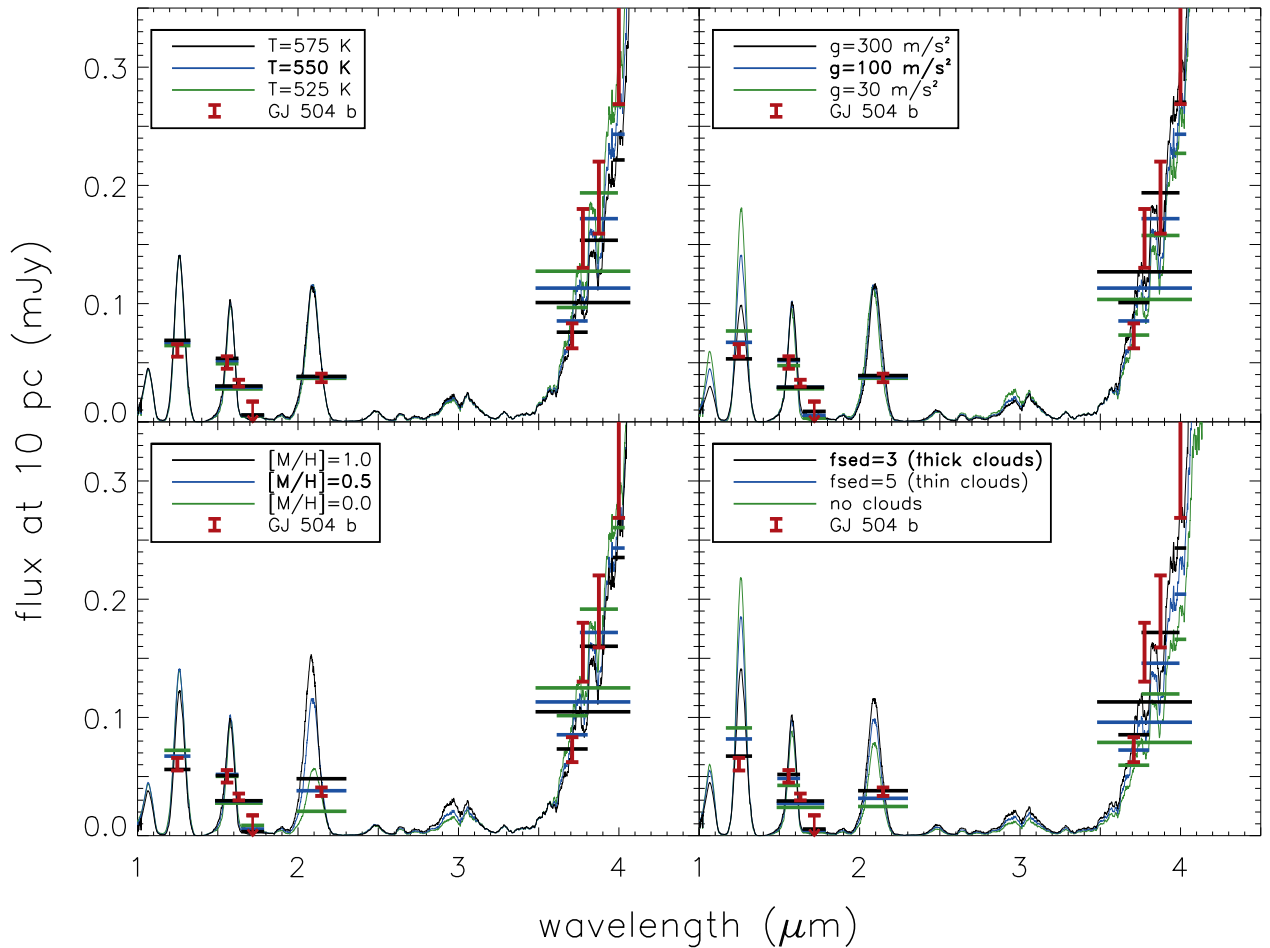 flux at 10 pc (mJy)
0.3
0.2
0.1
0.0
T=575 K
T=550 K
T=525 K
GJ 504 b
g=300 m/s²
g=100 m/s²
g=30 m/s²
GJ 504 b
0.3
0.2
0.1
0.0
[M/H]=1.0
[M/H]=0.5
[M/H]=0.0
GJ 504 b
fsed=3 (thick clouds)
fsed=5 (thin clouds)
no clouds
GJ 504 b
1 2 3 4
1 2 3 4
wavelength (μm)